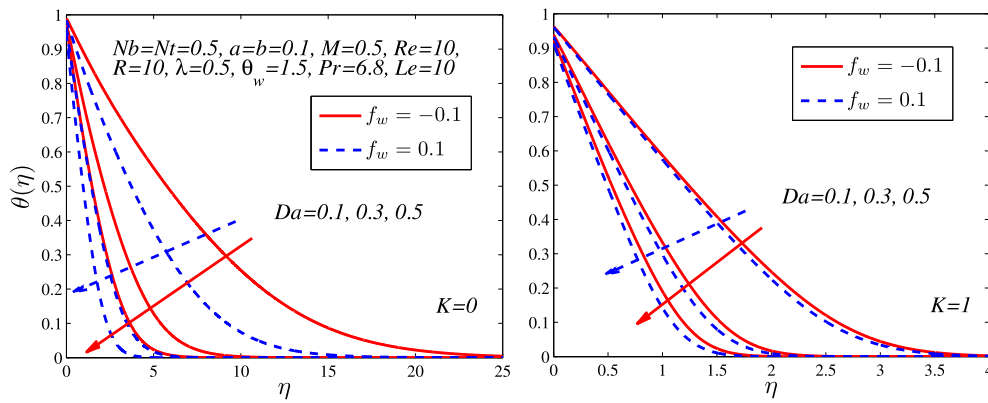 1
0.9
0.8
0.7
0.6
0.5
0.4
0.3
0.2
0.1
0
θ(η)
Nb=Nt=0.5, a=b=0.1, M=0.5, Re=10,
R=10, λ=0.5, θ_w=1.5, Pr=6.8, Le=10
f_w = −0.1
f_w = 0.1
Da=0.1, 0.3, 0.5
K=0
0 5 10 15 20 25
η
1
0.9
0.8
0.7
0.6
0.5
0.4
0.3
0.2
0.1
0
f_w = −0.1
f_w = 0.1
Da=0.1, 0.3, 0.5
K=1
0 0.5 1 1.5 2 2.5 3 3.5 4
η